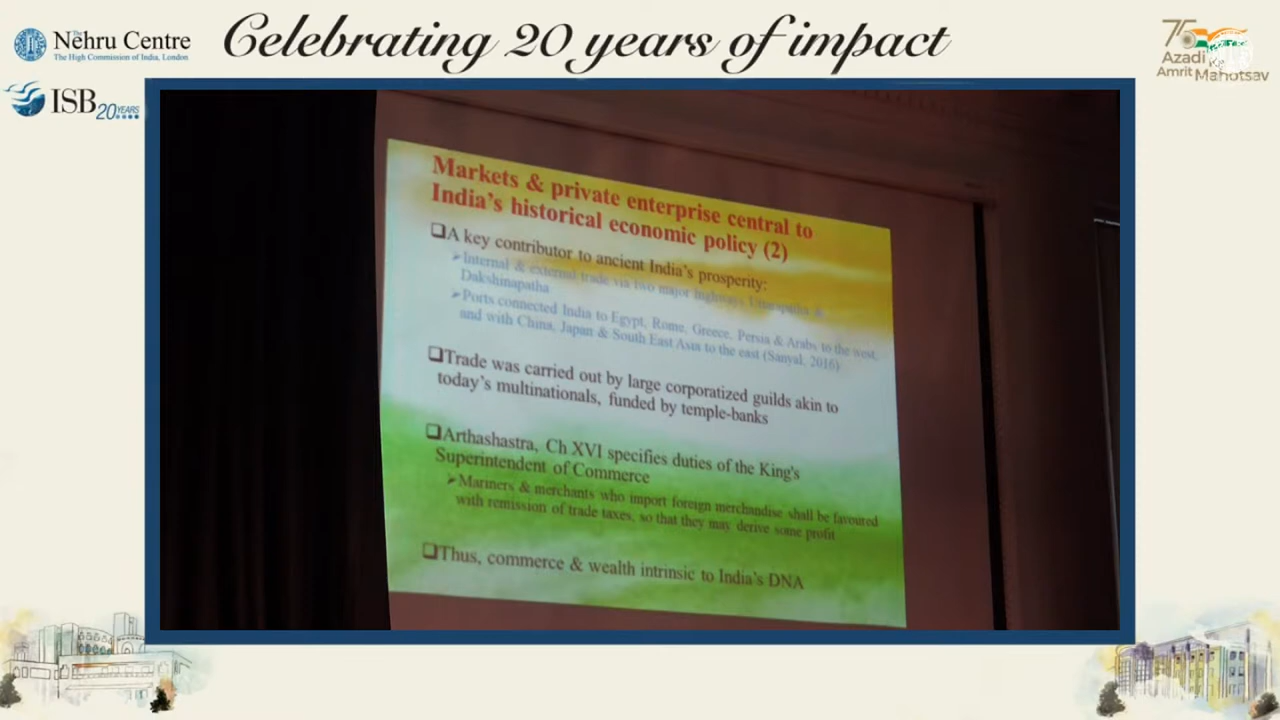 The
Nehru Centre
The High Commission of India, London
Celebrating 20 years of impact
75
Azadi
Amrit Mahotsav
ISB 20 YEARS
Markets & private enterprise central to
India's historical economic policy (2)
❑A key contributor to ancient India's prosperity:
➢Internal & external trade via two major highways, Uttarapatha &
Dakshinapatha
➢Ports connected India to Egypt, Rome, Greece, Persia & Arabs to the west,
and with China, Japan & South East Asia to the east (Sanyal, 2016)
❑Trade was carried out by large corporatized guilds akin to
today's multinationals, funded by temple-banks
❑Arthashastra, Ch XVI specifies duties of the King's
Superintendent of Commerce
➢Mariners & merchants who import foreign merchandise shall be favoured
with remission of trade taxes, so that they may derive some profit
❑Thus, commerce & wealth intrinsic to India's DNA